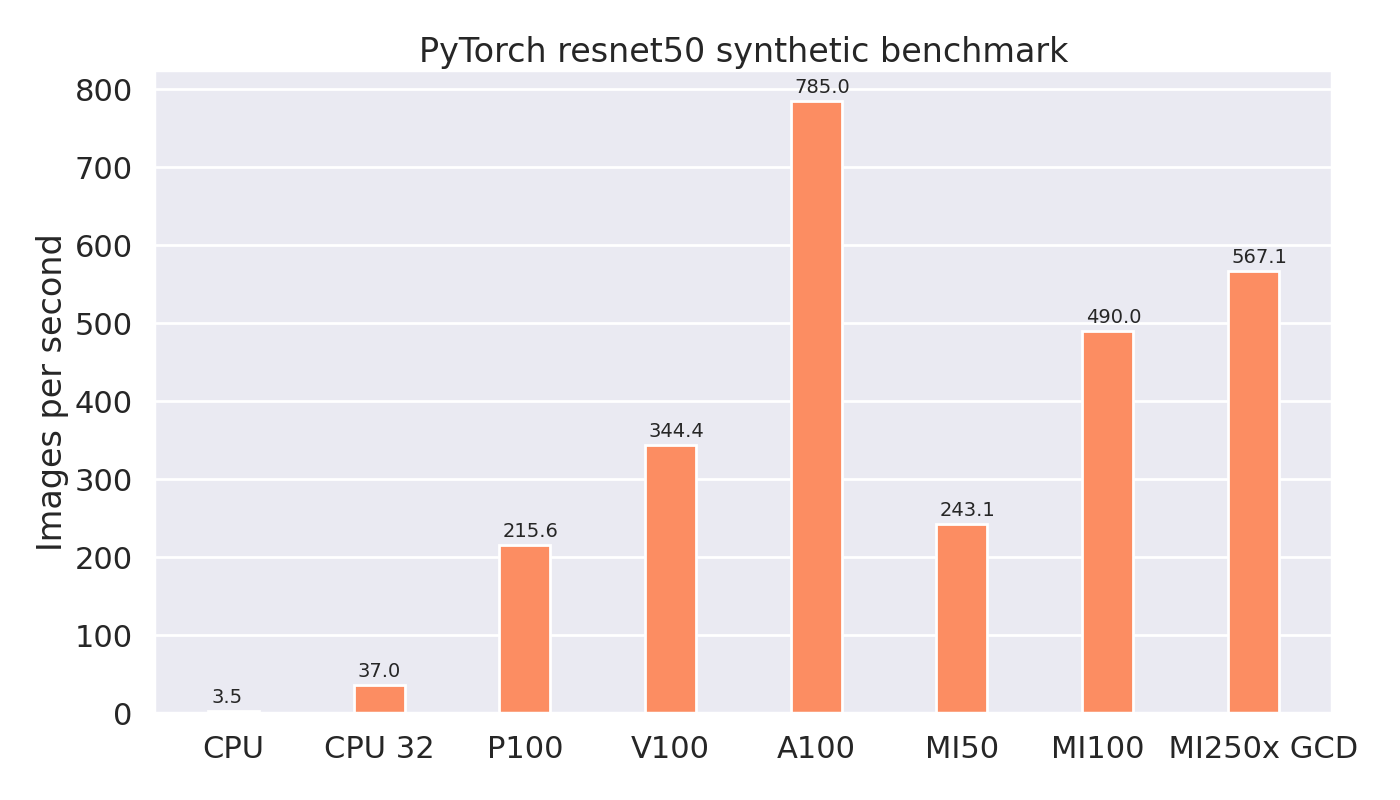 PyTorch resnet50 synthetic benchmark
Images per second
800
700
600
500
400
300
200
100
0
3.5
37.0
215.6
344.4
785.0
243.1
490.0
567.1
CPU
CPU 32
P100
V100
A100
MI50
MI100
MI250x GCD